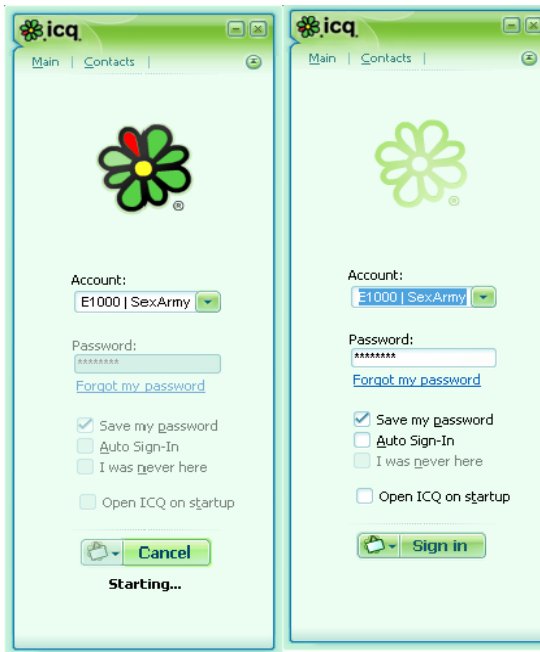 icq
Main | Contacts |
®
Account:
E1000 | SexArmy
Password:
********
Forgot my password
Save my password
Auto Sign-In
I was never here
Open ICQ on startup
Cancel
Starting...
icq
Main | Contacts |
®
Account:
E1000 | SexArmy
Password:
********
Forgot my password
Save my password
Auto Sign-In
I was never here
Open ICQ on startup
Sign in